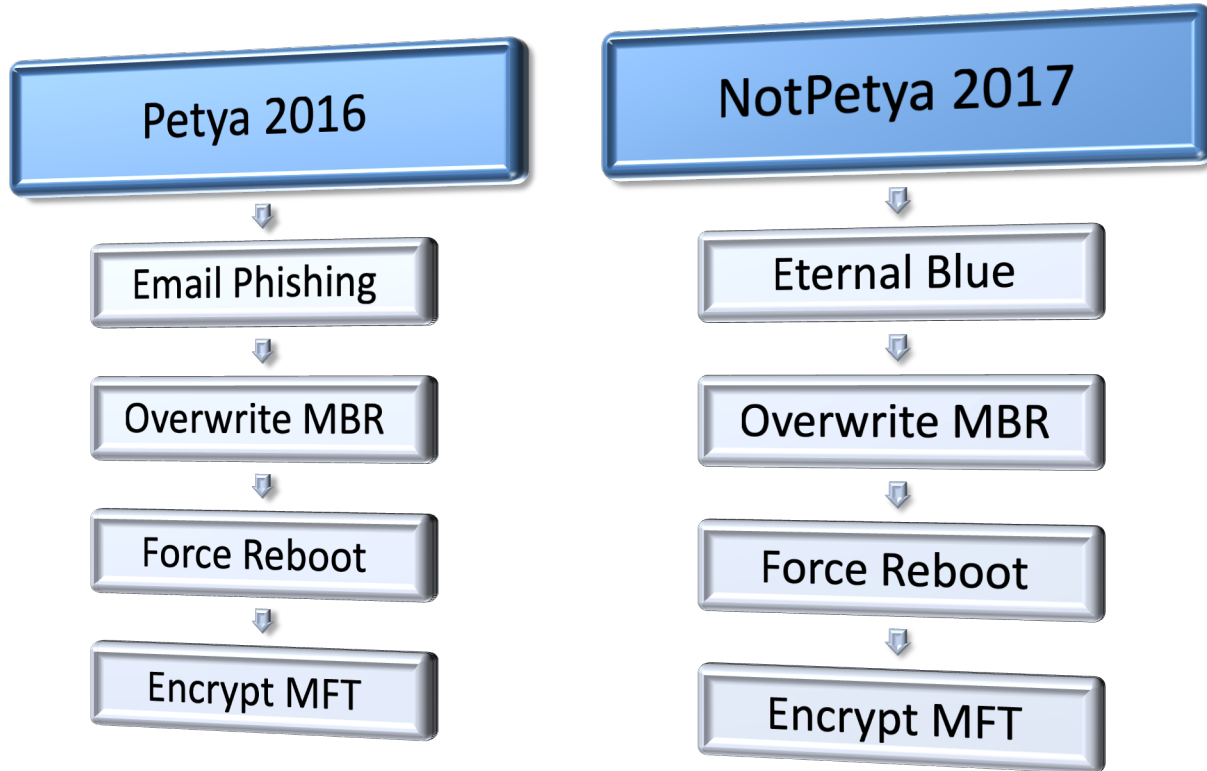 Petya 2016
Email Phishing
Overwrite MBR
Force Reboot
Encrypt MFT
NotPetya 2017
Eternal Blue
Overwrite MBR
Force Reboot
Encrypt MFT